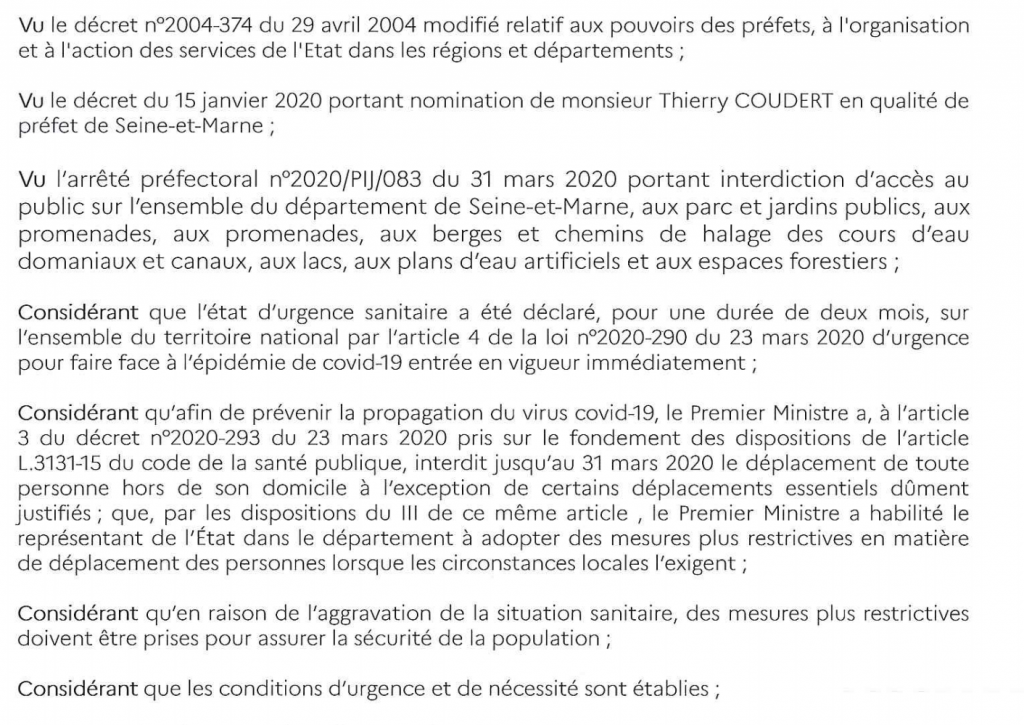 Vu le décret n°2004-374 du 29 avril 2004 modifié relatif aux pouvoirs des préfets, à l'organisation
et à l'action des services de l'Etat dans les régions et départements ;
Vu le décret du 15 janvier 2020 portant nomination de monsieur Thierry COUDERT en qualité de
préfet de Seine-et-Marne ;
Vu l'arrêté préfectoral n°2020/PIJ/083 du 31 mars 2020 portant interdiction d'accès au
public sur l'ensemble du département de Seine-et-Marne, aux parc et jardins publics, aux
promenades, aux promenades, aux berges et chemins de halage des cours d'eau
domaniaux et canaux, aux lacs, aux plans d'eau artificiels et aux espaces forestiers ;
Considérant que l'état d'urgence sanitaire a été déclaré, pour une durée de deux mois, sur
l'ensemble du territoire national par l'article 4 de la loi n°2020-290 du 23 mars 2020 d'urgence
pour faire face à l'épidémie de covid-19 entrée en vigueur immédiatement ;
Considérant qu'afin de prévenir la propagation du virus covid-19, le Premier Ministre a, à l'article
3 du décret n°2020-293 du 23 mars 2020 pris sur le fondement des dispositions de l'article
L.3131-15 du code de la santé publique, interdit jusqu'au 31 mars 2020 le déplacement de toute
personne hors de son domicile à l'exception de certains déplacements essentiels dûment
justifiés ; que, par les dispositions du III de ce même article , le Premier Ministre a habilité le
représentant de l'État dans le département à adopter des mesures plus restrictives en matière
de déplacement des personnes lorsque les circonstances locales l'exigent ;
Considérant qu'en raison de l'aggravation de la situation sanitaire, des mesures plus restrictives
doivent être prises pour assurer la sécurité de la population ;
Considérant que les conditions d'urgence et de nécessité sont établies ;